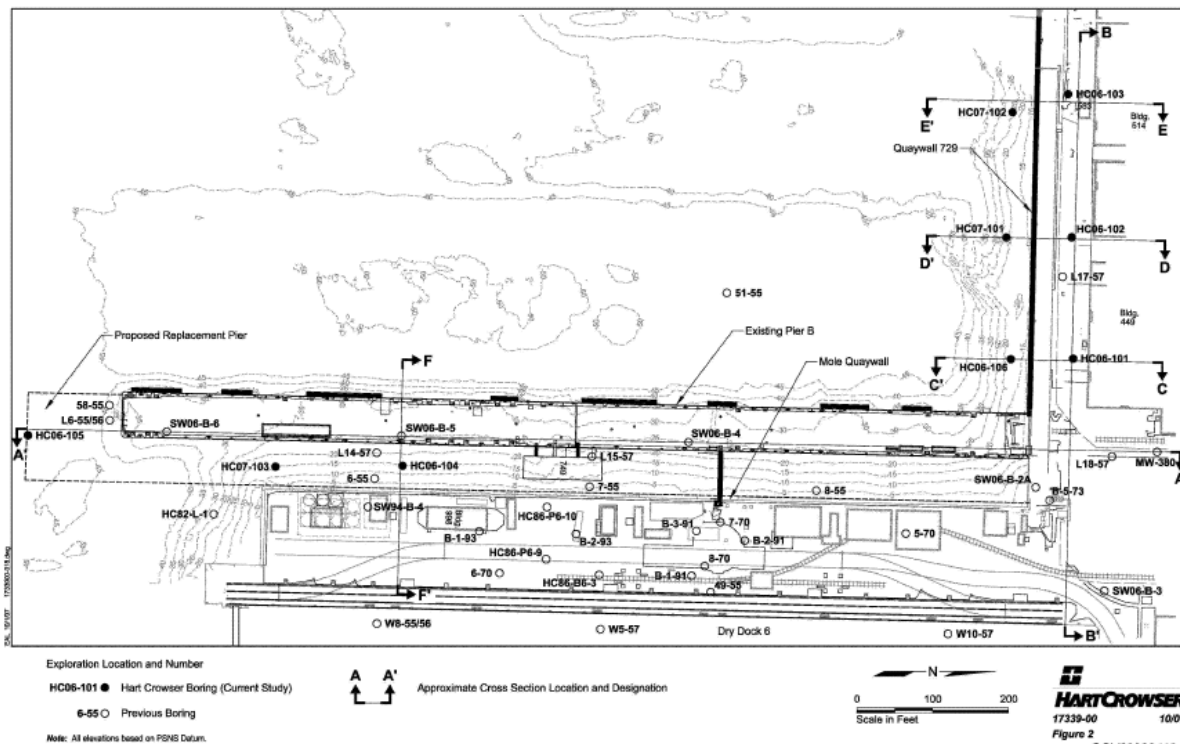 B
HC06-103
583
E'
HC07-102
E
Bldg.
614
Quaywall 729
HC07-101
HC06-102
D'
D
L17-57
51-55
Bldg.
449
Proposed Replacement Pier
Existing Pier B
F
Mole Quaywall
C'
HC06-106
HC06-101
C
58-55
L6-55/56
A'
HC06-105
SW06-B-6
SW06-B-5
SW06-B-4
L14-57
L15-57
L18-57
MW-380
A
HC07-103
HC06-104
740
6-55
7-55
8-55
SW06-B-2A
B-5-73
HC82-L-1
SW94-B-4
Bldg
898
HC86-P6-10
B-1-93
B-2-93
B-3-91
7-70
B-2-91
5-70
HC86-P6-9
6-70
HC86-B6-3
B-1-91
8-70
49-55
SW06-B-3
F'
W8-55/56
W5-57
Dry Dock 6
W10-57
B'
Exploration Location and Number
HC06-101 Hart Crowser Boring (Current Study)
6-55 Previous Boring
A A'
Approximate Cross Section Location and Designation
N
0 100 200
Scale in Feet
HARTCROWSER
17339-00 10/0
Figure 2
Note: All elevations based on PSNS Datum.